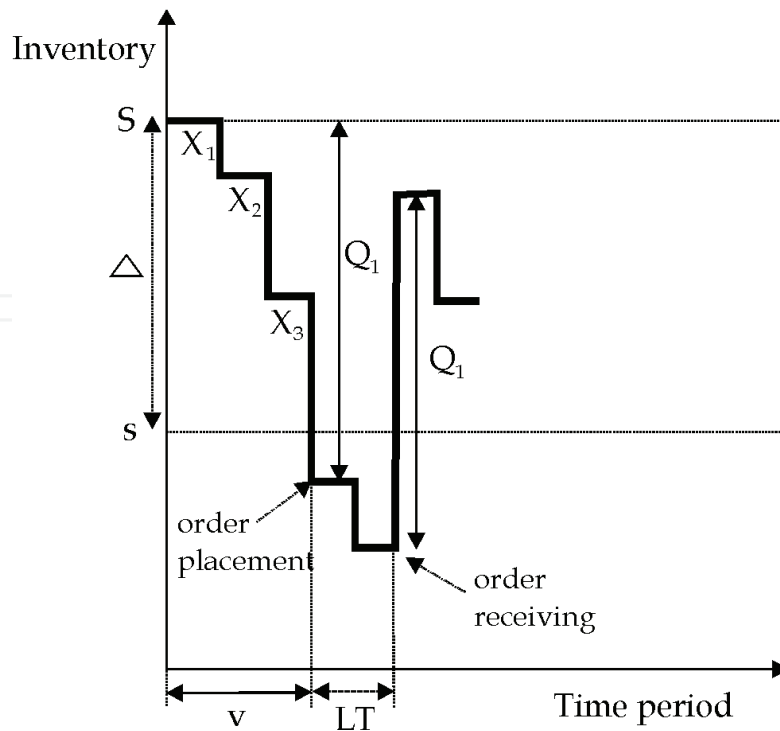 Inventory
S
X₁
X₂
Δ
Q₁
X₃
Q₁
s
order
placement
order
receiving
v
LT
Time period